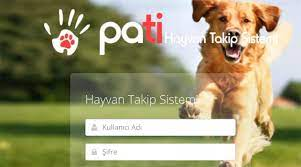 pati Hayvan Takip Sistemi
Hayvan Takip Sistemi
Kullanıcı Adı
Şifre